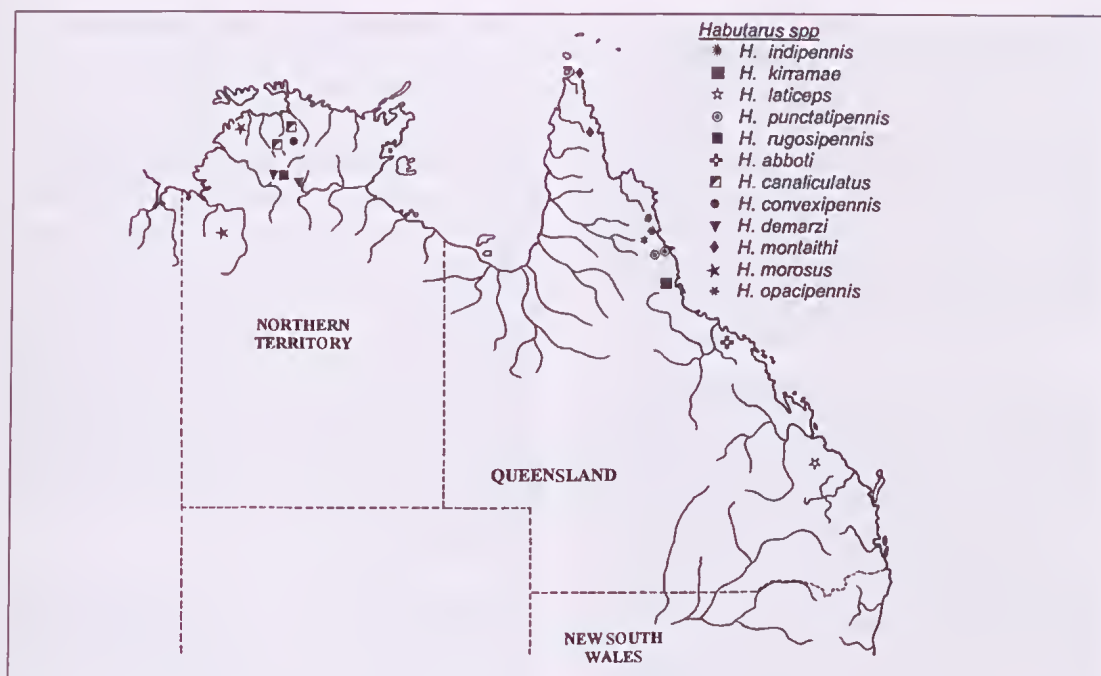 Habutarus spp
H. iridipennis
H. kirramae
H. laticeps
H. punctatipennis
H. rugosipennis
H. abboti
H. canaliculatus
H. convexipennis
H. demarzi
H. montaithi
H. morosus
H. opacipennis
NORTHERN
TERRITORY
QUEENSLAND
NEW SOUTH
WALES